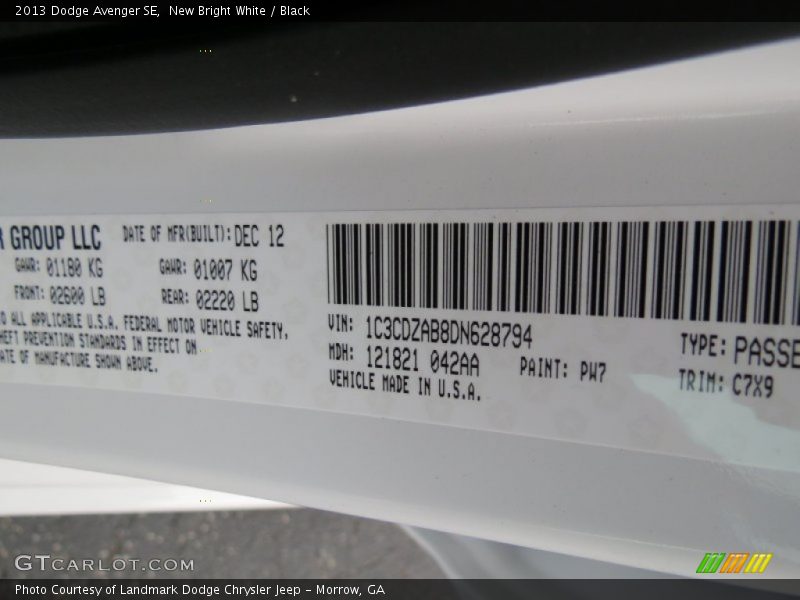 2013 Dodge Avenger SE,  New Bright White / Black
R GROUP LLC DATE OF MFR(BUILT): DEC 12
GAWR: 01180 KG GAWR: 01007 KG
FRONT: 02600 LB REAR: 02220 LB
O ALL APPLICABLE U.S.A. FEDERAL MOTOR VEHICLE SAFETY,
HEFT PREVENTION STANDARDS IN EFFECT ON
ATE OF MANUFACTURE SHOWN ABOVE.
VIN: 1C3CDZAB8DN628794 TYPE: PASSE
MDH: 121821 042AA PAINT: PW7 TRIM: C7X9
VEHICLE MADE IN U.S.A.
GTCARLOT.COM
Photo Courtesy of Landmark Dodge Chrysler Jeep – Morrow, GA